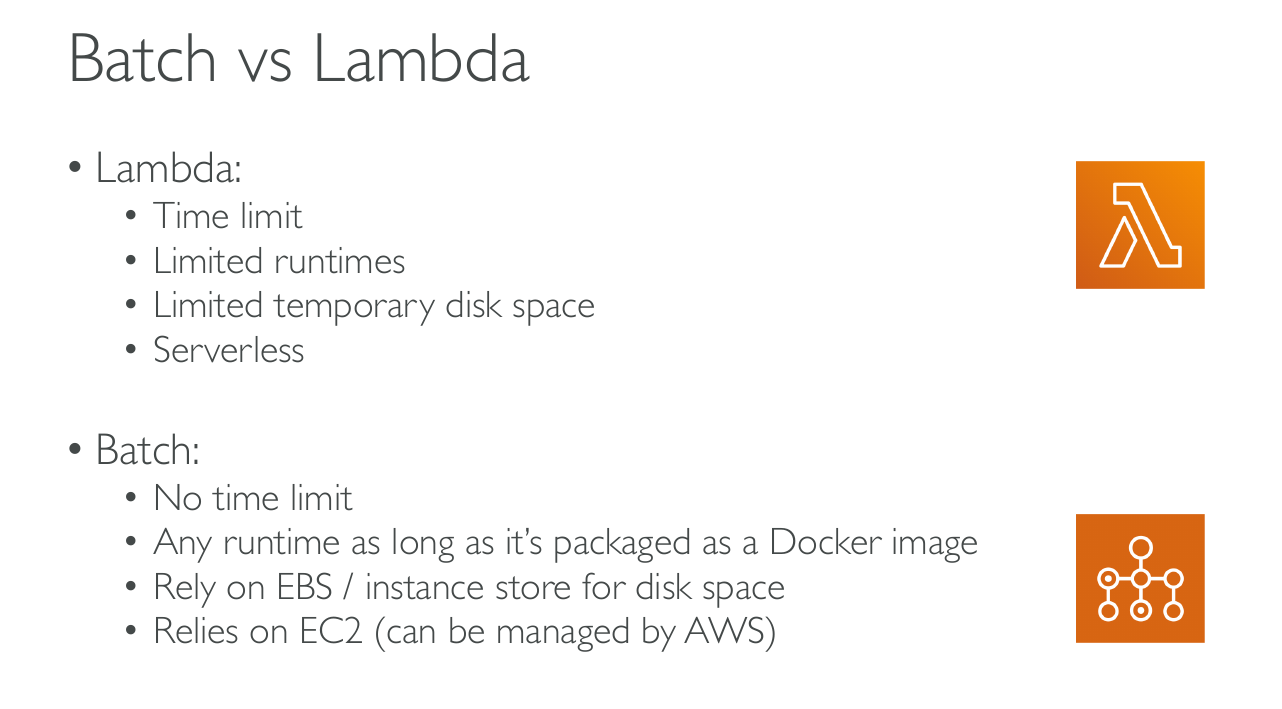 Batch vs Lambda
• Lambda:
• Time limit
• Limited runtimes
• Limited temporary disk space
• Serverless
• Batch:
• No time limit
• Any runtime as long as it’s packaged as a Docker image
• Rely on EBS / instance store for disk space
• Relies on EC2 (can be managed by AWS)